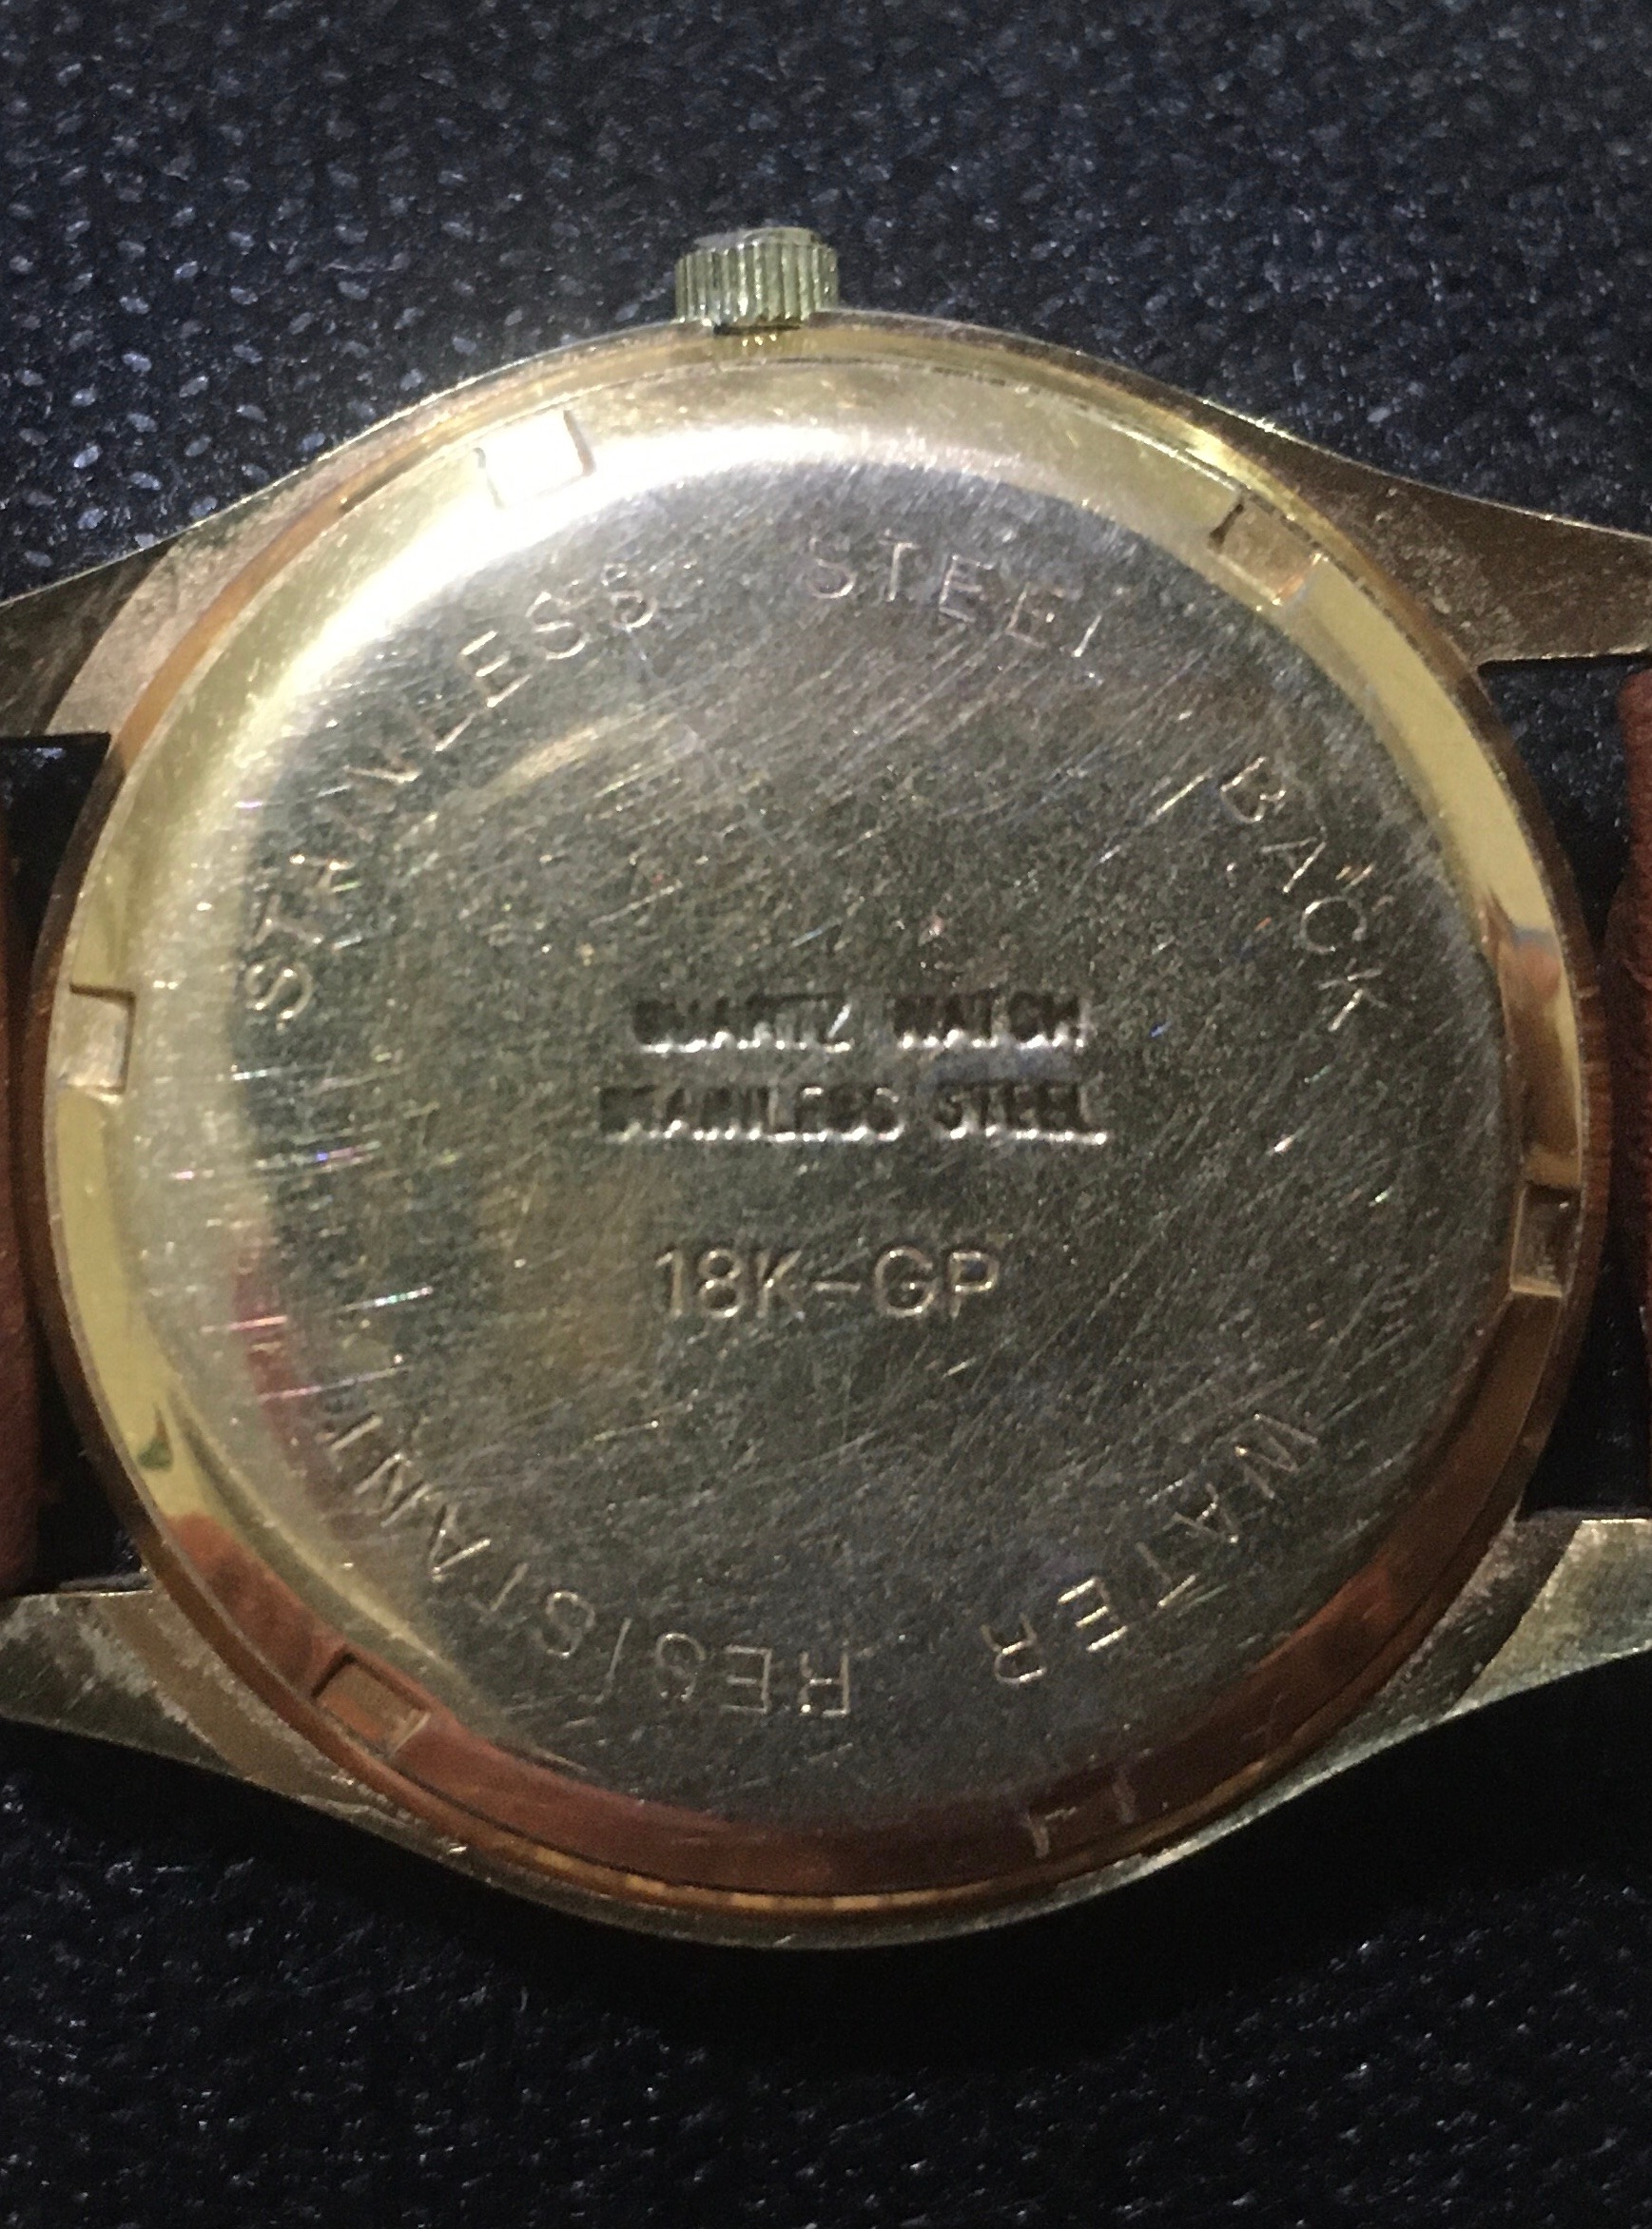 STAINLESS STEEL BACK
QUARTZ WATCH
STAINLESS STEEL
18K-GP
WATER RESISTANT